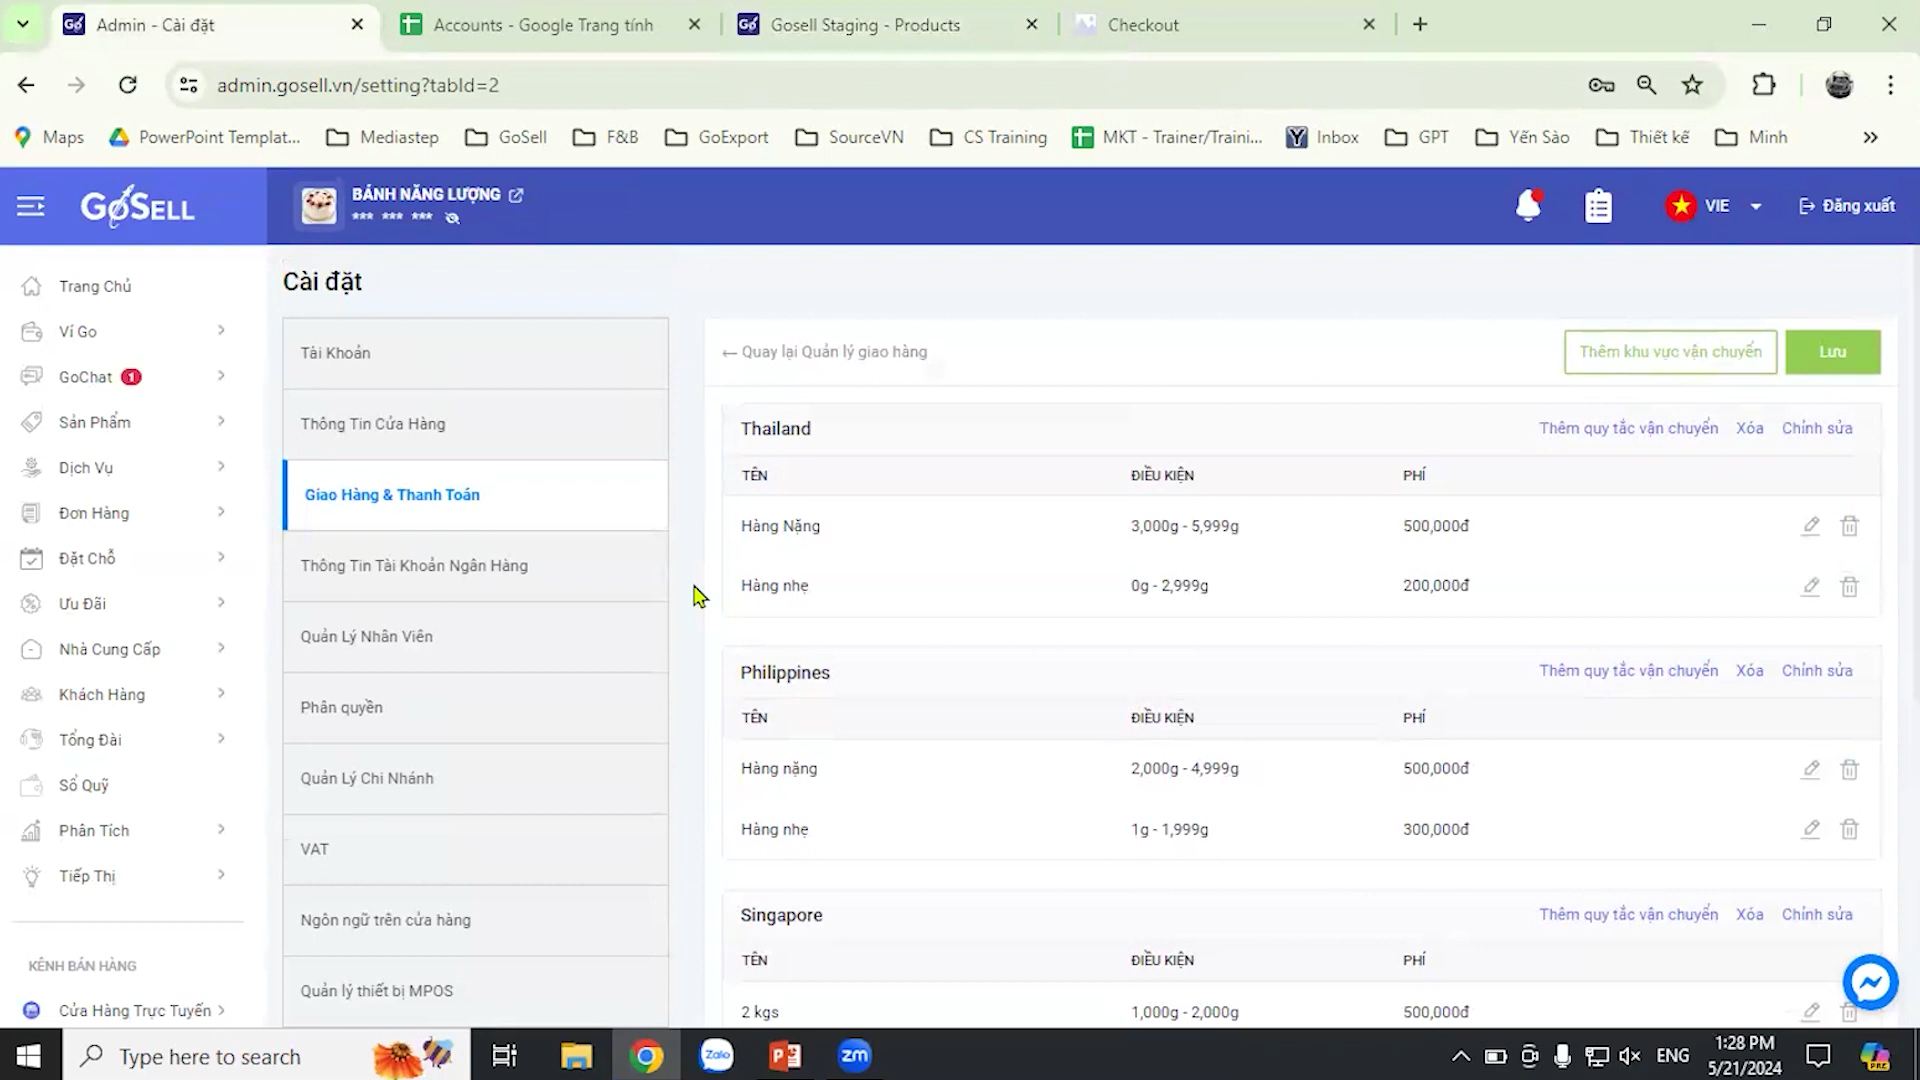 Admin - Cài đặt
Accounts - Google Trang tính
Gosell Staging - Products
Checkout
admin.gosell.vn/setting?tabId=2
Maps
PowerPoint Templat...
Mediastep
GoSell
F&B
GoExport
SourceVN
CS Training
MKT - Trainer/Traini...
Inbox
GPT
Yến Sào
Thiết kế
Minh
GOSELL
BÁNH NĂNG LƯỢNG
*** *** ***
VIE
Đăng xuất
Trang Chủ
Ví Go
GoChat 1
Sản Phẩm
Dịch Vụ
Đơn Hàng
Đặt Chỗ
Ưu Đãi
Nhà Cung Cấp
Khách Hàng
Tổng Đài
Sổ Quỹ
Phân Tích
Tiếp Thị
KÊNH BÁN HÀNG
Cửa Hàng Trực Tuyến
Cài đặt
Tài Khoản
Thông Tin Cửa Hàng
Giao Hàng & Thanh Toán
Thông Tin Tài Khoản Ngân Hàng
Quản Lý Nhân Viên
Phân quyền
Quản Lý Chi Nhánh
VAT
Ngôn ngữ trên cửa hàng
Quản lý thiết bị MPOS
← Quay lại Quản lý giao hàng
Thêm khu vực vận chuyển
Lưu
Thailand
Thêm quy tắc vận chuyển Xóa Chỉnh sửa
TÊN ĐIỀU KIỆN PHÍ
Hàng Nặng 3,000g - 5,999g 500,000đ
Hàng nhẹ 0g - 2,999g 200,000đ
Philippines
Thêm quy tắc vận chuyển Xóa Chỉnh sửa
TÊN ĐIỀU KIỆN PHÍ
Hàng nặng 2,000g - 4,999g 500,000đ
Hàng nhẹ 1g - 1,999g 300,000đ
Singapore
Thêm quy tắc vận chuyển Xóa Chỉnh sửa
TÊN ĐIỀU KIỆN PHÍ
2 kgs 1,000g - 2,000g 500,000đ
Type here to search
Zalo
zm
ENG
1:28 PM
5/21/2024
PRE